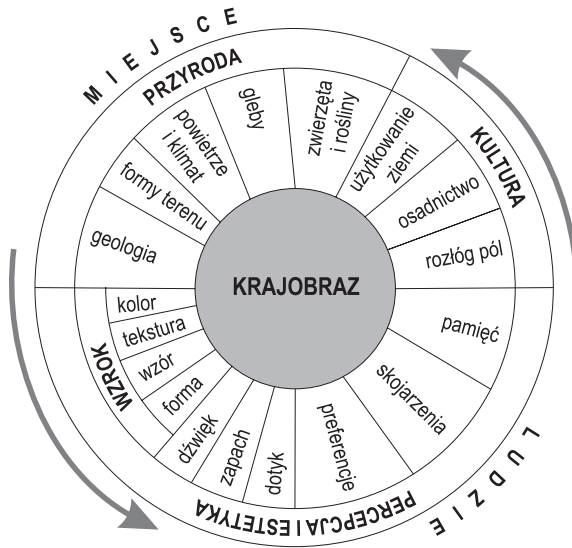 MIEJSCE
PRZYRODA
geologia
formy terenu
powietrze
i klimat
gleby
zwierzęta
i rośliny
KULTURA
użytkowanie
ziemi
osadnictwo
rozłóg pól
KRAJOBRAZ
LUDZIE
PERCEPCJA I ESTETYKA
pamięć
skojarzenia
preferencje
dotyk
zapach
dźwięk
WZROK
kolor
tekstura
wzór
forma